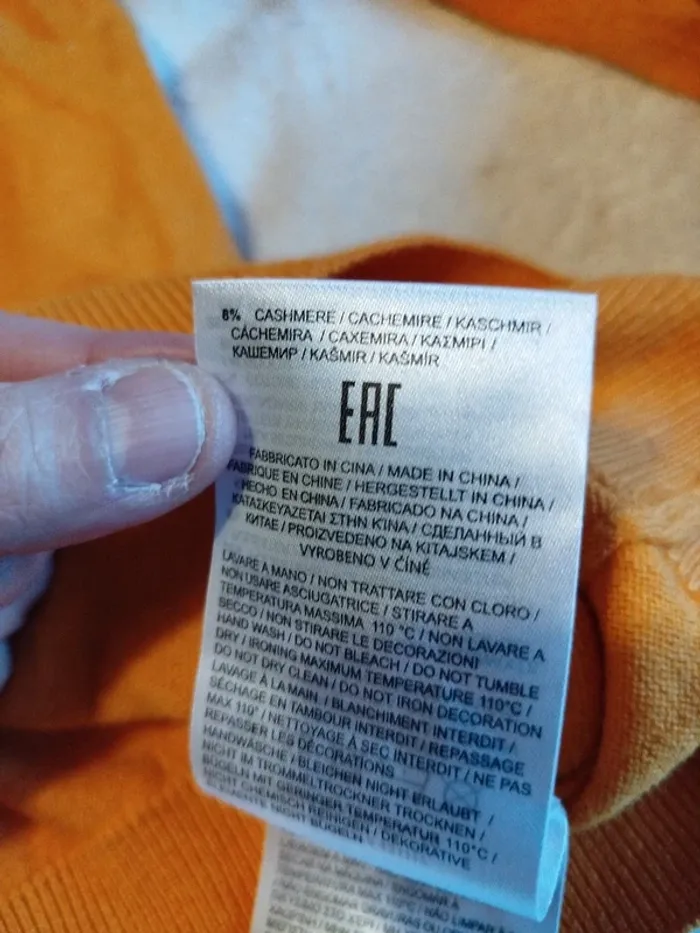 8% CASHMERE / CACHEMIRE / KASCHMIR /
CÁCHEMIRA / CAXEMIRA / ΚΑΣΜΙΡΙ /
КАШЕМИР / KAŠMIR / KAŠMÍR
EAC
FABBRICATO IN CINA / MADE IN CHINA /
FABRIQUE EN CHINE / HERGESTELLT IN CHINA /
HECHO EN CHINA / FABRICADO NA CHINA /
ΚΑΤΑΣΚΕΥΑΖΕΤΑΙ ΣΤΗΝ ΚΙΝΑ / СДЕЛАННЫЙ В
КИТАЕ / PROIZVEDENO NA KITAJSKEM /
VYROBENO V ČÍNĚ
LAVARE A MANO / NON TRATTARE CON CLORO /
NON USARE ASCIUGATRICE / STIRARE A
TEMPERATURA MASSIMA 110 °C / NON LAVARE A
SECCO / NON STIRARE LE DECORAZIONI
HAND WASH / DO NOT BLEACH / DO NOT TUMBLE
DRY / IRONING MAXIMUM TEMPERATURE 110°C /
DO NOT DRY CLEAN / DO NOT IRON DECORATION
LAVAGE À LA MAIN / BLANCHIMENT INTERDIT /
SÉCHAGE EN TAMBOUR INTERDIT / REPASSAGE
MAX 110° / NETTOYAGE À SEC INTERDIT / NE PAS
REPASSER LES DÉCORATIONS
HANDWÄSCHE / BLEICHEN NICHT ERLAUBT /
NICHT IM TROMMELTROCKNER TROCKNEN /
BÜGELN MIT GERINGER TEMPERATUR 110°C /
NICHT CHEMISCH REINIGEN / DEKORATIVE
NICHT BÜGELN